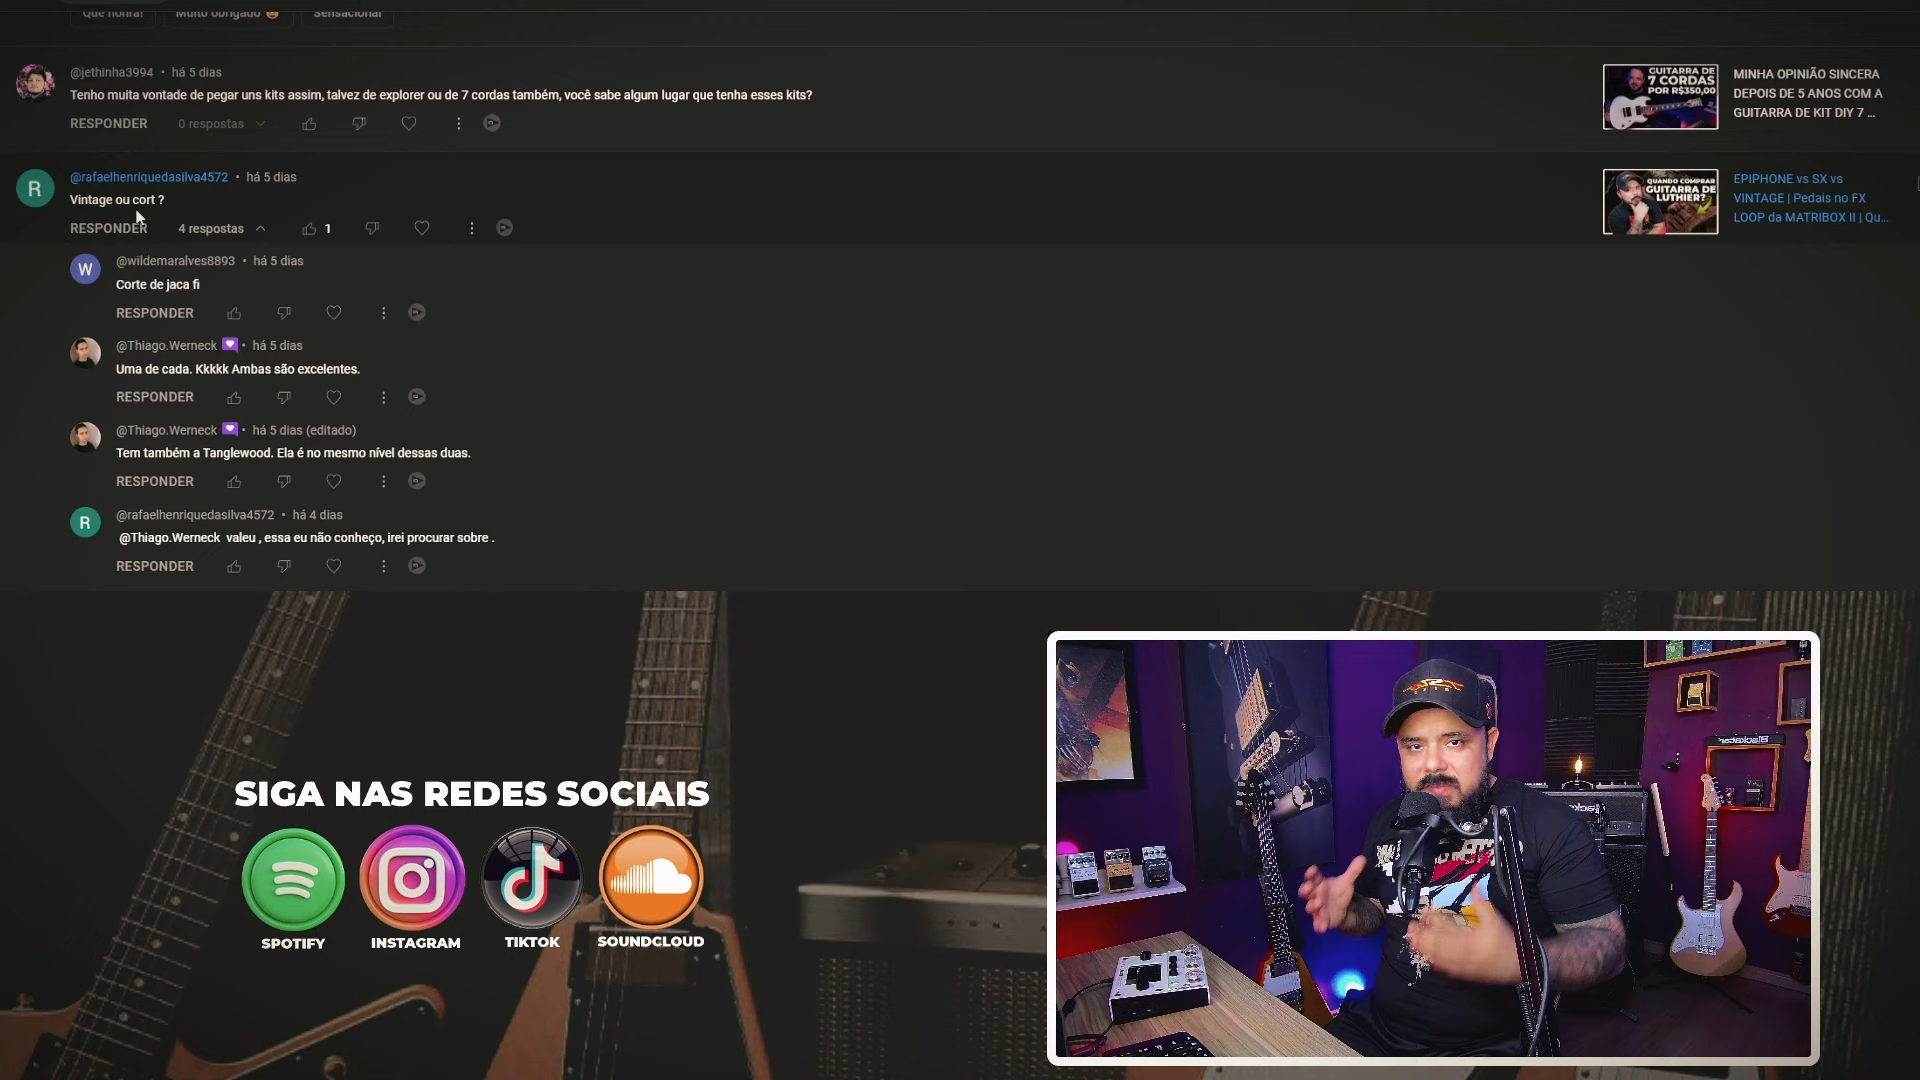 Que honra!
Muito obrigado
Sensacional
@jethinha3994 • há 5 dias
Tenho muita vontade de pegar uns kits assim, talvez de explorer ou de 7 cordas também, você sabe algum lugar que tenha esses kits?
RESPONDER 0 respostas
GUITARRA DE
7 CORDAS
POR R$350,00
MINHA OPINIÃO SINCERA
DEPOIS DE 5 ANOS COM A
GUITARRA DE KIT DIY 7 ...
R
@rafaelhenriquedasilva4572 • há 5 dias
Vintage ou cort ?
RESPONDER 4 respostas 1
QUANDO COMPRAR
GUITARRA DE
LUTHIER?
EPIPHONE vs SX vs
VINTAGE | Pedais no FX
LOOP da MATRIBOX II | Qu...
W
@wildemaralves8893 • há 5 dias
Corte de jaca fi
RESPONDER
@Thiago.Werneck • há 5 dias
Uma de cada. Kkkkk Ambas são excelentes.
RESPONDER
@Thiago.Werneck • há 5 dias (editado)
Tem também a Tanglewood. Ela é no mesmo nível dessas duas.
RESPONDER
R
@rafaelhenriquedasilva4572 • há 4 dias
@Thiago.Werneck valeu , essa eu não conheço, irei procurar sobre .
RESPONDER
SIGA NAS REDES SOCIAIS
SPOTIFY
INSTAGRAM
TIKTOK
SOUNDCLOUD